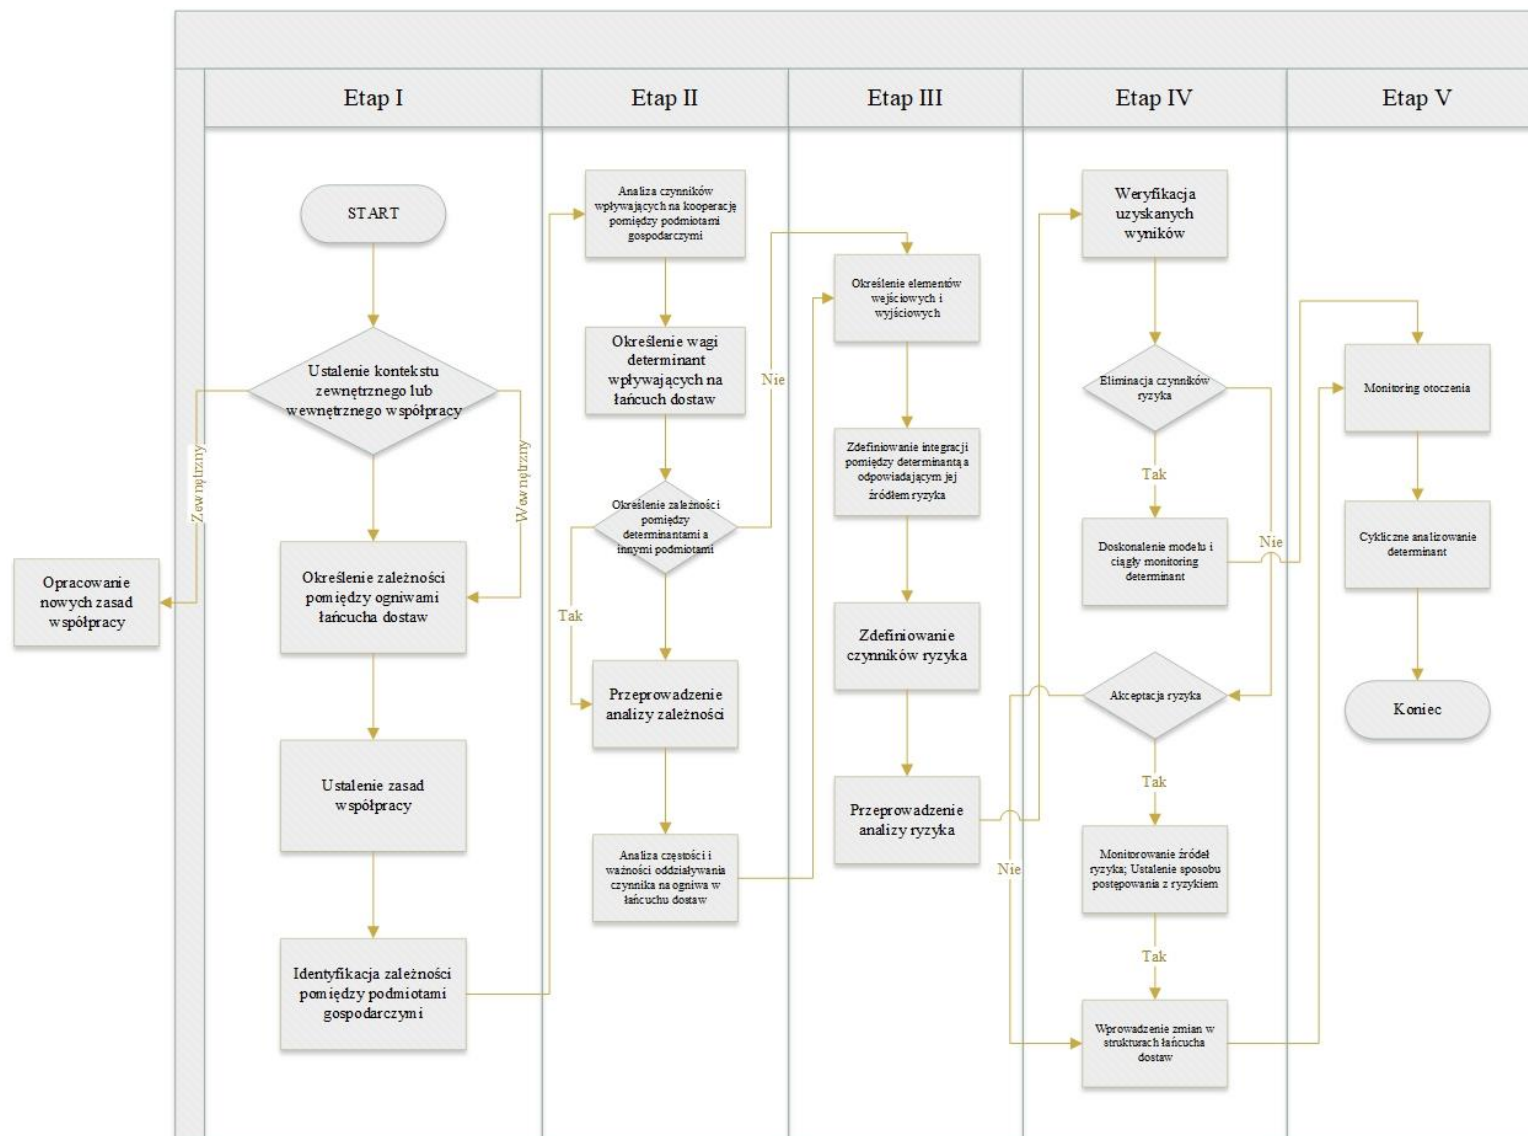 Etap I
Etap II
Etap III
Etap IV
Etap V
START
Ustalenie kontekstu
zewnętrznego lub
wewnętrznego współpracy
Zewnętrzny
Wewnętrzny
Opracowanie
nowych zasad
współpracy
Określenie zależności
pomiędzy ogniwami
łańcucha dostaw
Ustalenie zasad
współpracy
Identyfikacja zależności
pomiędzy podmiotami
gospodarczymi
Analiza czynników
wpływających na kooperację
pomiędzy podmiotami
gospodarczymi
Określenie wagi
determinant
wpływających na
łańcuch dostaw
Określenie zależności
pomiędzy
determinantami a
innymi podmiotami
Nie
Tak
Przeprowadzenie
analizy zależności
Analiza częstości i
ważności oddziaływania
czynnika na ogniwa w
łańcuchu dostaw
Określenie elementów
wejściowych i
wyjściowych
Zdefiniowanie integracji
pomiędzy determinantą a
odpowiadającym jej
źródłem ryzyka
Zdefiniowanie
czynników ryzyka
Przeprowadzenie
analizy ryzyka
Weryfikacja
uzyskanych
wyników
Eliminacja czynników
ryzyka
Tak
Nie
Doskonalenie modelu i
ciągły monitoring
determinant
Akceptacja ryzyka
Tak
Nie
Monitorowanie źródeł
ryzyka; Ustalenie sposobu
postępowania z ryzykiem
Tak
Wprowadzenie zmian w
strukturach łańcucha
dostaw
Monitoring otoczenia
Cykliczne analizowanie
determinant
Koniec